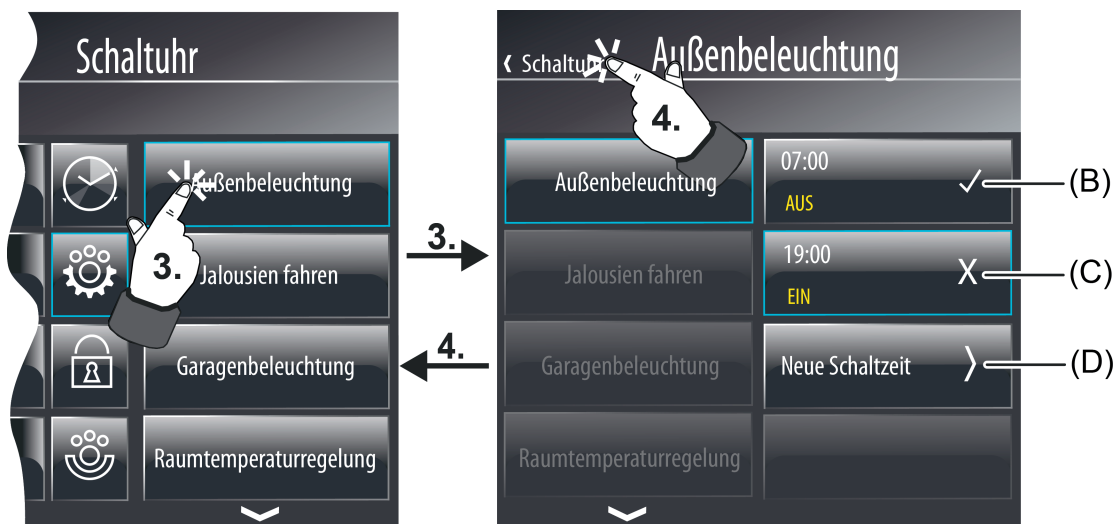 Schaltuhr
Außenbeleuchtung
3.
Jalousien fahren
Garagenbeleuchtung
Raumtemperaturregelung
3.
4.
‹ Schaltuhr
Außenbeleuchtung
4.
Außenbeleuchtung
07:00
AUS
(B)
Jalousien fahren
19:00
EIN
X
(C)
Garagenbeleuchtung
Neue Schaltzeit
(D)
Raumtemperaturregelung